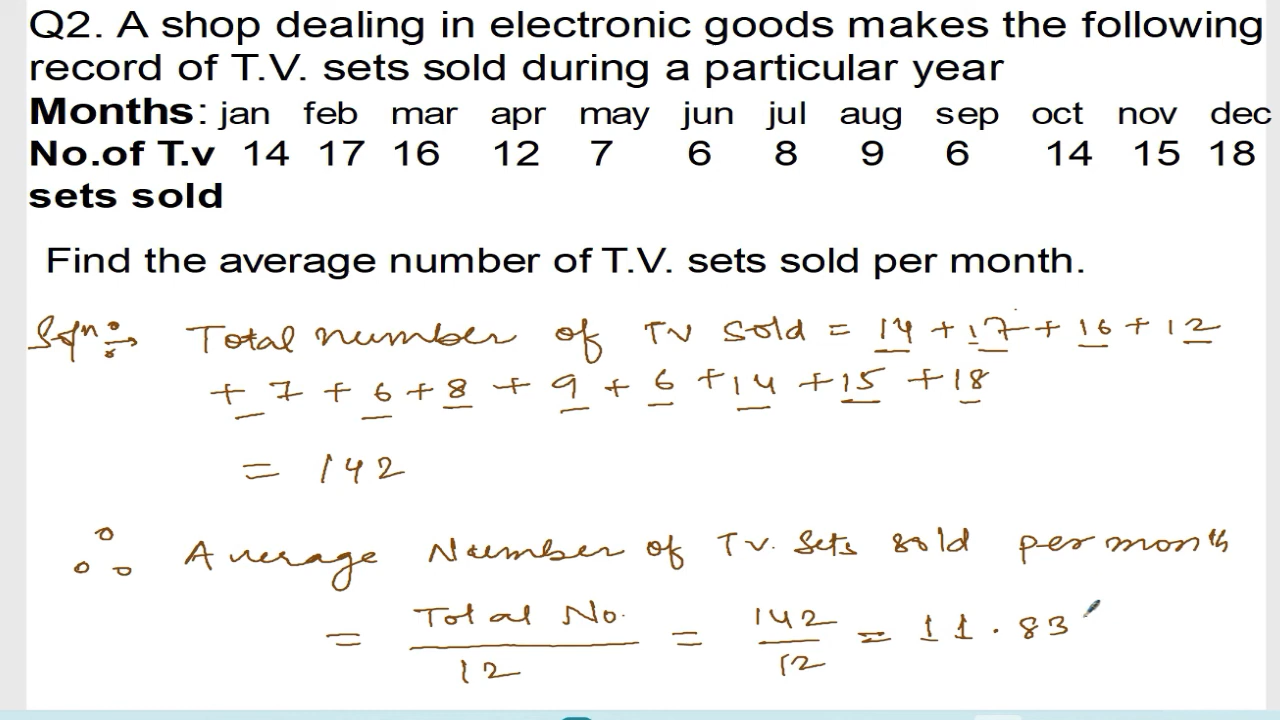 Q2. A shop dealing in electronic goods makes the following
record of T.V. sets sold during a particular year
Months: jan feb mar apr may jun jul aug sep oct nov dec
No.of T.v 14 17 16 12 7 6 8 9 6 14 15 18
sets sold
Find the average number of T.V. sets sold per month.
Solⁿ:→ Total number of TV sold = 14 + 17 + 16 + 12
+ 7 + 6 + 8 + 9 + 6 + 14 + 15 + 18
= 142
∴ Average Number of T.V. Sets sold per month
= Total No. / 12 = 142 / 12 = 11.83